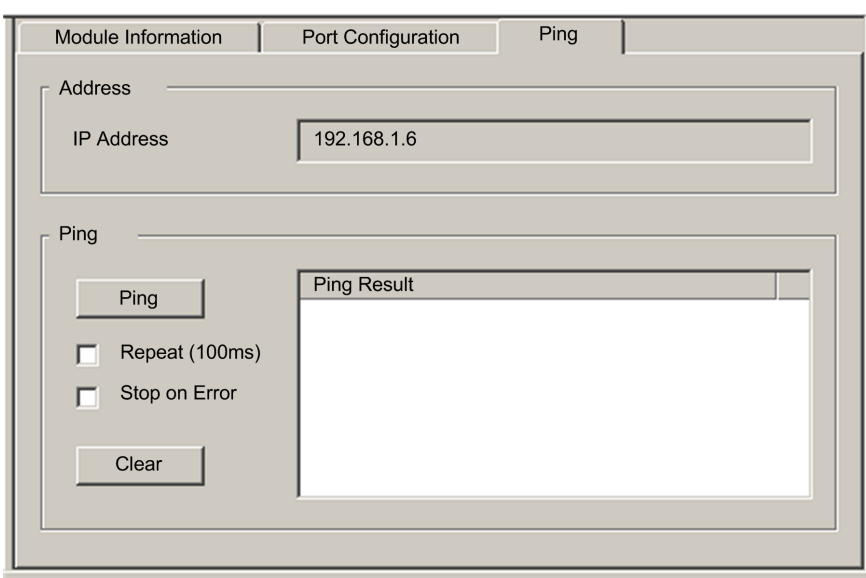 Module Information Port Configuration Ping
Address
IP Address 192.168.1.6
Ping
Ping
Ping Result
Repeat (100ms)
Stop on Error
Clear